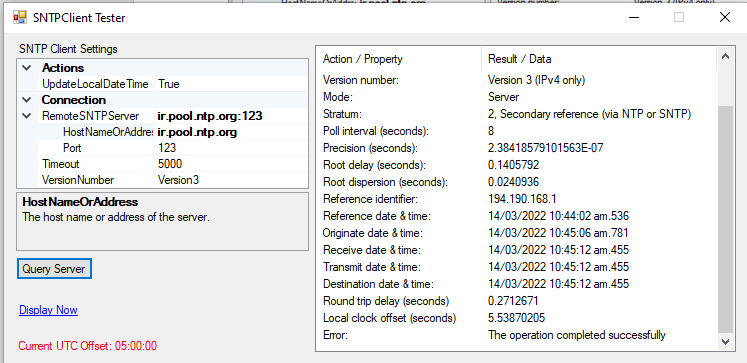 SNTPClient Tester
SNTP Client Settings
Actions
UpdateLocalDateTime True
Connection
RemoteSNTPServer ir.pool.ntp.org:123
HostNameOrAddre ir.pool.ntp.org
Port 123
Timeout 5000
VersionNumber Version3
HostNameOrAddress
The host name or address of the server.
Query Server
Display Now
Current UTC Offset: 05:00:00
Action / Property Result / Data
Version number: Version 3 (IPv4 only)
Mode: Server
Stratum: 2, Secondary reference (via NTP or SNTP)
Poll interval (seconds): 8
Precision (seconds): 2.38418579101563E-07
Root delay (seconds): 0.1405792
Root dispersion (seconds): 0.0240936
Reference identifier: 194.190.168.1
Reference date & time: 14/03/2022 10:44:02 am.536
Originate date & time: 14/03/2022 10:45:06 am.781
Receive date & time: 14/03/2022 10:45:12 am.455
Transmit date & time: 14/03/2022 10:45:12 am.455
Destination date & time: 14/03/2022 10:45:12 am.455
Round trip delay (seconds) 0.2712671
Local clock offset (seconds) 5.53870205
Error: The operation completed successfully